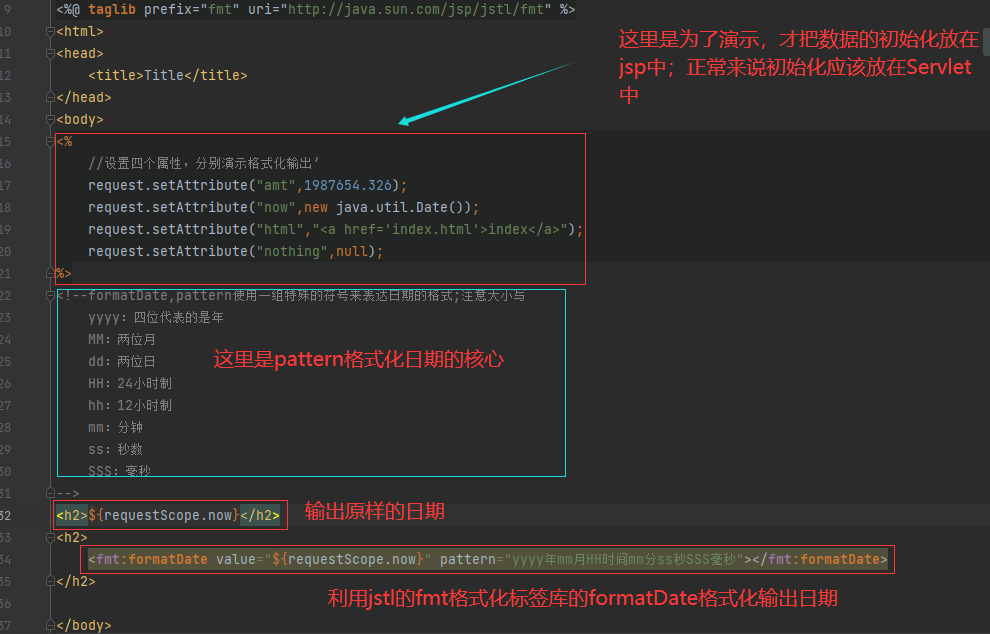 9 <%@ taglib prefix="fmt" uri="http://java.sun.com/jsp/jstl/fmt" %>
10 <html>
11 <head>
12 <title>Title</title>
13 </head>
14 <body>
15 <%
16 //设置四个属性，分别演示格式化输出‘
17 request.setAttribute("amt",1987654.326);
18 request.setAttribute("now",new java.util.Date());
19 request.setAttribute("html","<a href='index.html'>index</a>");
20 request.setAttribute("nothing",null);
21 %>
这里是为了演示，才把数据的初始化放在
jsp中；正常来说初始化应该放在Servlet
中
22 <!--formatDate,pattern使用一组特殊的符号来表达日期的格式;注意大小写
23 yyyy：四位代表的是年
24 MM：两位月
25 dd：两位日
26 HH：24小时制
27 hh：12小时制
28 mm：分钟
29 ss：秒数
30 SSS：毫秒
这里是pattern格式化日期的核心
31 -->
32 <h2>${requestScope.now}</h2>
输出原样的日期
33 <h2>
34 <fmt:formatDate value="${requestScope.now}" pattern="yyyy年mm月HH时间mm分ss秒SSS毫秒"></fmt:formatDate>
35 </h2>
利用jstl的fmt格式化标签库的formatDate格式化输出日期
36
37 </body>